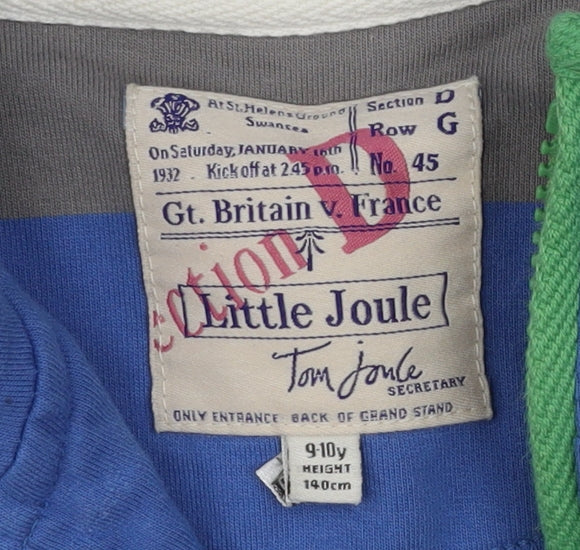 At St. Helens Ground
Swansea
Section D
Row G
No. 45
On Saturday, JANUARY 16th
1932 . Kick off at 2.45 p.m.
Gt. Britain v. France
ction D
Little Joule
Tom Joule
SECRETARY
ONLY ENTRANCE BACK OF GRAND STAND
9-10y
HEIGHT
140cm